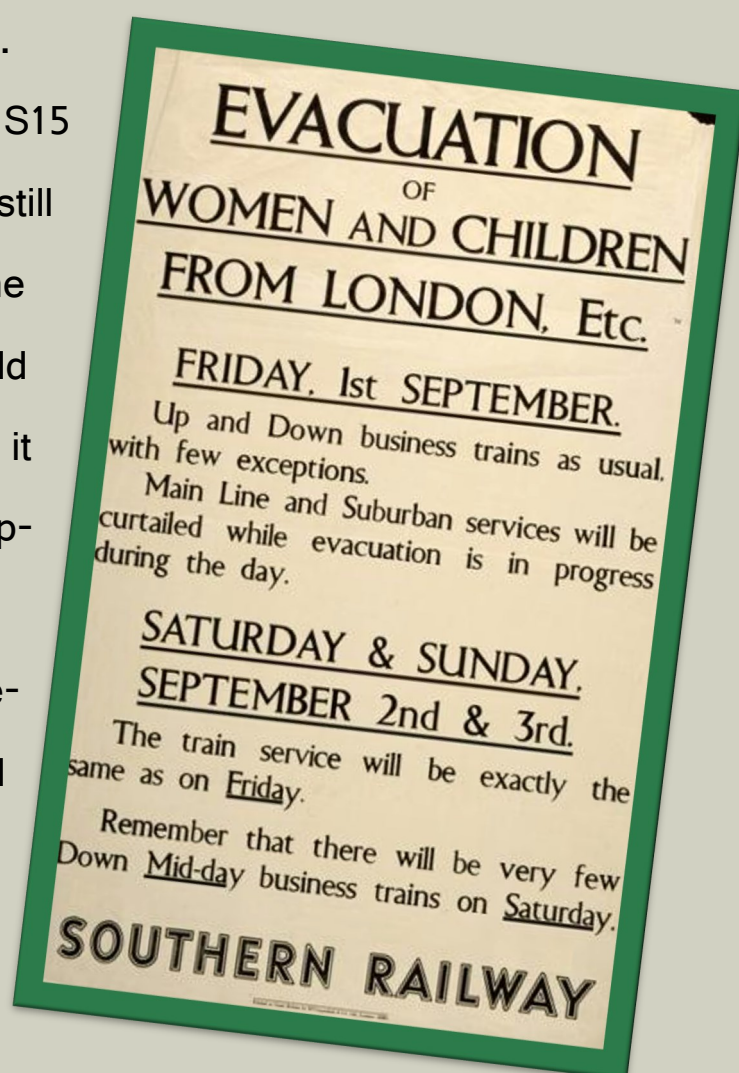 .
S15
still
ne
ld
it
p-
e-
l
EVACUATION
OF
WOMEN AND CHILDREN
FROM LONDON, Etc.
FRIDAY, 1st SEPTEMBER.
Up and Down business trains as usual,
with few exceptions.
Main Line and Suburban services will be
curtailed while evacuation is in progress
during the day.
SATURDAY & SUNDAY,
SEPTEMBER 2nd & 3rd.
The train service will be exactly the
same as on Friday.
Remember that there will be very few
Down Mid-day business trains on Saturday.
SOUTHERN RAILWAY